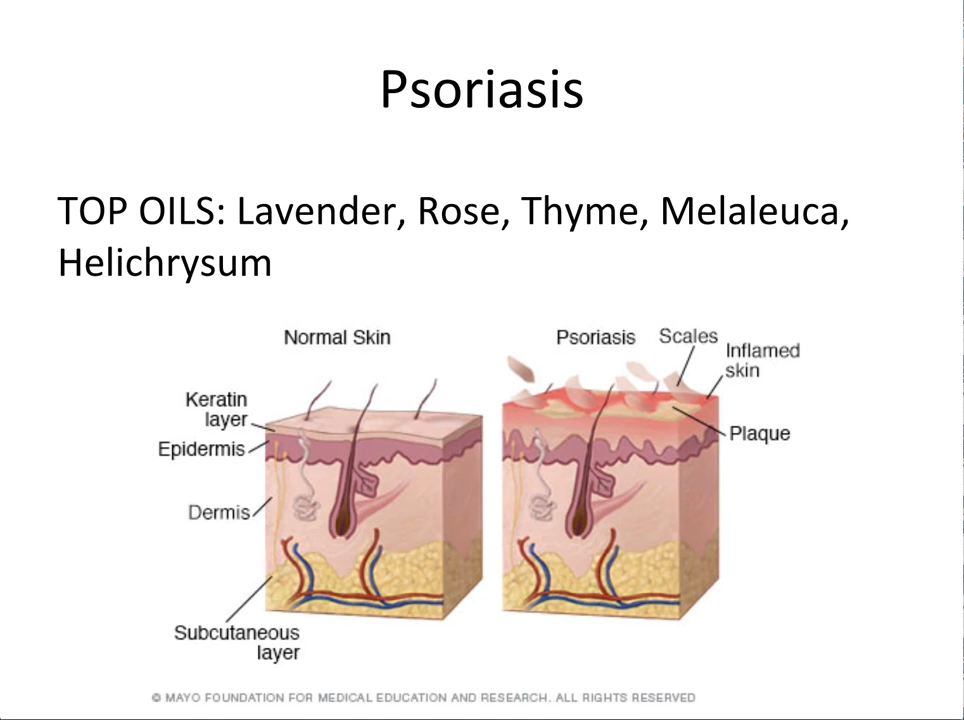 Psoriasis
TOP OILS: Lavender, Rose, Thyme, Melaleuca,
Helichrysum
Normal Skin
Psoriasis
Scales
Inflamed
skin
Keratin
layer
Epidermis
Plaque
Dermis
Subcutaneous
layer
© MAYO FOUNDATION FOR MEDICAL EDUCATION AND RESEARCH. ALL RIGHTS RESERVED